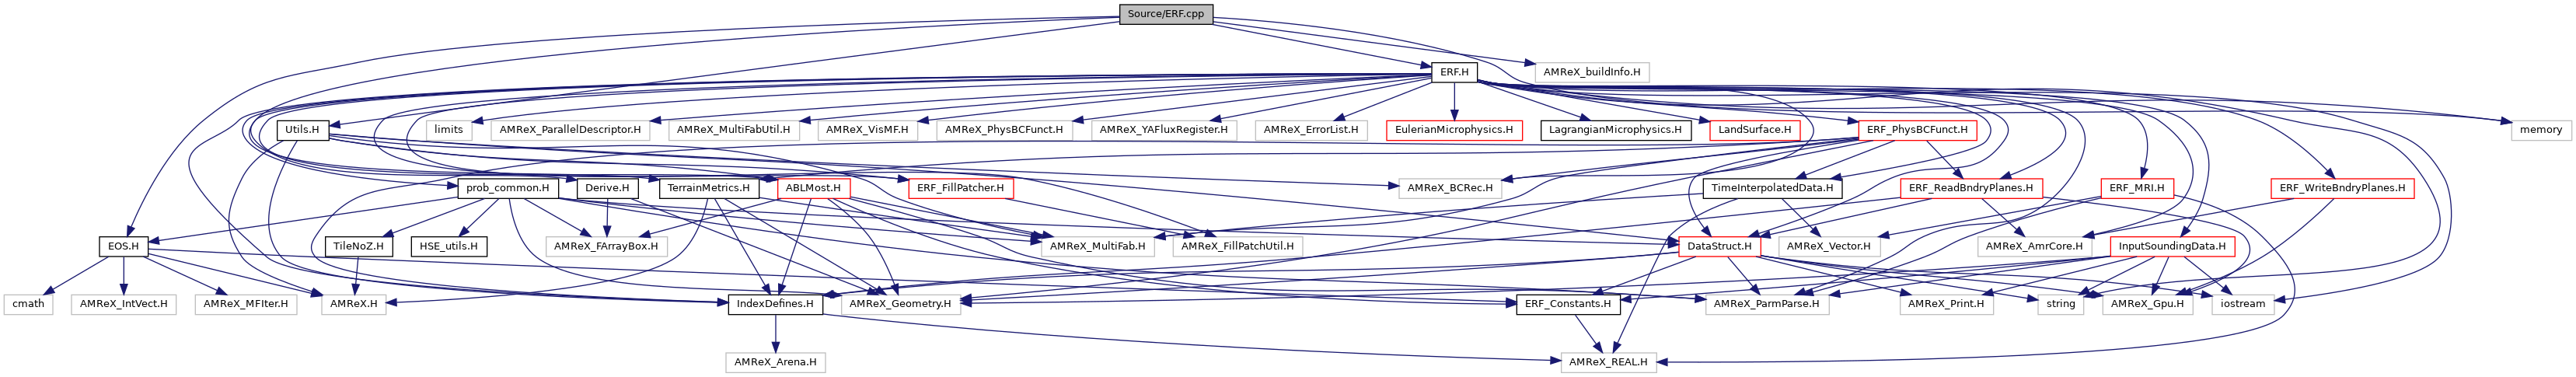 Source/ERF.cpp
ERF.H
AMReX_buildInfo.H
Utils.H
limits
AMReX_ParallelDescriptor.H
AMReX_MultiFabUtil.H
AMReX_VisMF.H
AMReX_PhysBCFunct.H
AMReX_YAFluxRegister.H
AMReX_ErrorList.H
EulerianMicrophysics.H
LagrangianMicrophysics.H
LandSurface.H
ERF_PhysBCFunct.H
memory
prob_common.H
Derive.H
TerrainMetrics.H
ABLMost.H
ERF_FillPatcher.H
AMReX_BCRec.H
TimeInterpolatedData.H
ERF_ReadBndryPlanes.H
ERF_MRI.H
ERF_WriteBndryPlanes.H
EOS.H
TileNoZ.H
HSE_utils.H
AMReX_FArrayBox.H
AMReX_MultiFab.H
AMReX_FillPatchUtil.H
DataStruct.H
AMReX_Vector.H
AMReX_AmrCore.H
InputSoundingData.H
cmath
AMReX_IntVect.H
AMReX_MFIter.H
AMReX.H
IndexDefines.H
AMReX_Geometry.H
AMReX_ParmParse.H
ERF_Constants.H
AMReX_Print.H
string
AMReX_Gpu.H
iostream
AMReX_Arena.H
AMReX_REAL.H